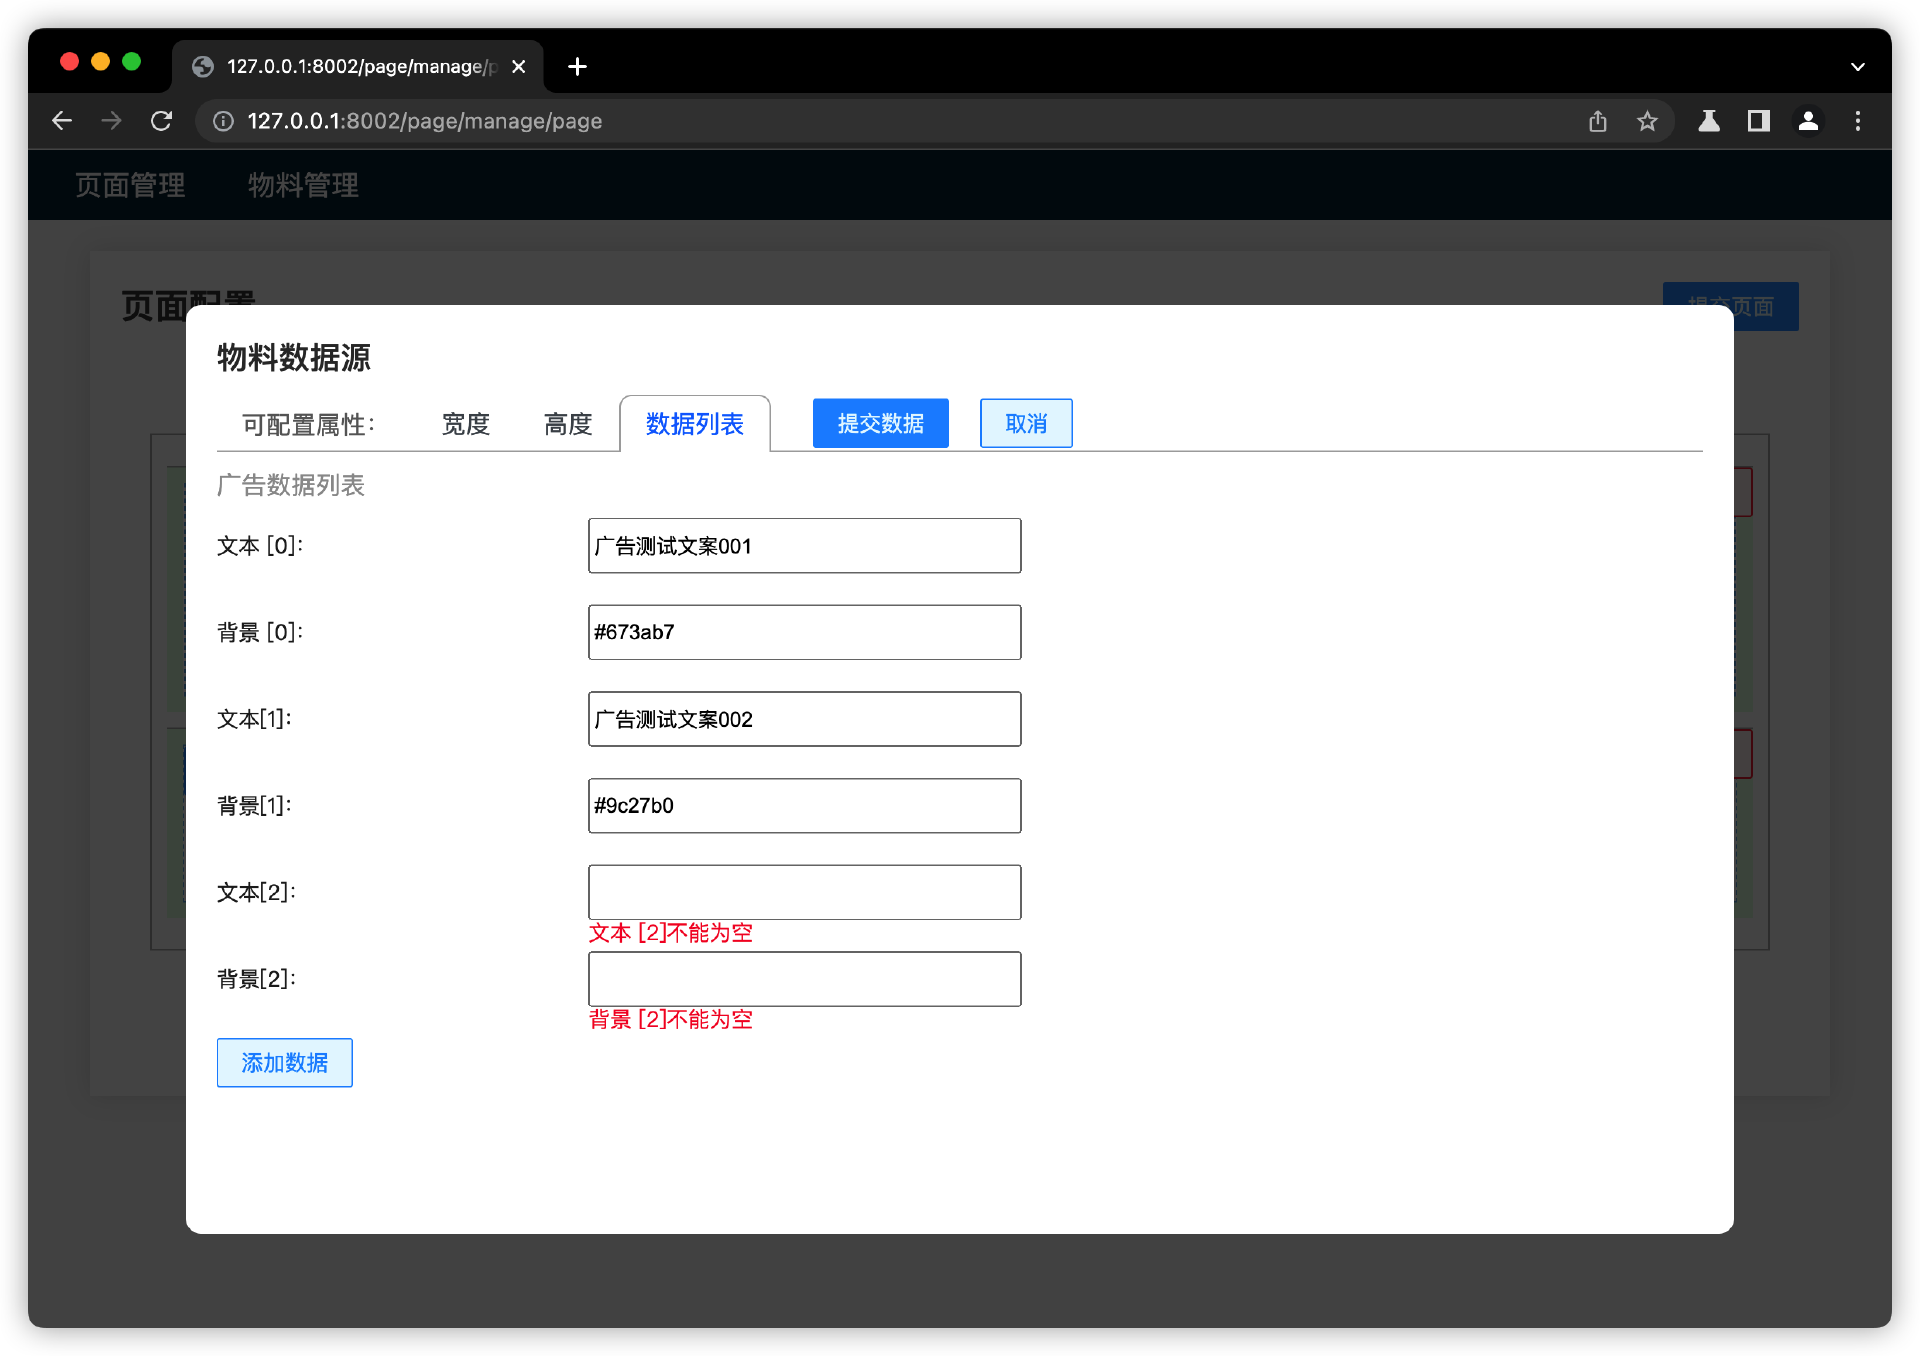 127.0.0.1:8002/page/manage/p
127.0.0.1:8002/page/manage/page
页面管理 物料管理
页面配置 提交页面
物料数据源
可配置属性: 宽度 高度 数据列表 提交数据 取消
广告数据列表
文本 [0]: 广告测试文案001
背景 [0]: #673ab7
文本[1]: 广告测试文案002
背景[1]: #9c27b0
文本[2]:
文本 [2]不能为空
背景[2]:
背景 [2]不能为空
添加数据